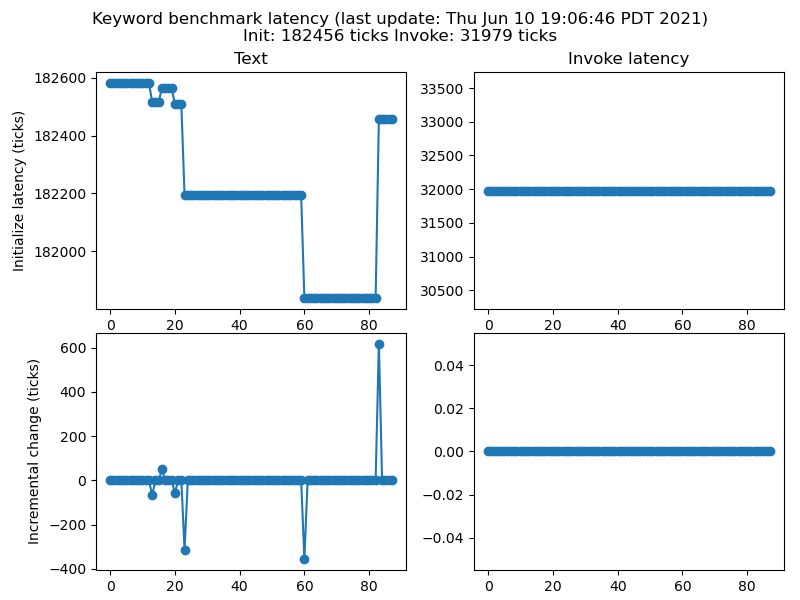 Keyword benchmark latency (last update: Thu Jun 10 19:06:46 PDT 2021)
Init: 182456 ticks Invoke: 31979 ticks
Text
Invoke latency
Initialize latency (ticks)
182600
182400
182200
182000
0 20 40 60 80
33500
33000
32500
32000
31500
31000
30500
0 20 40 60 80
Incremental change (ticks)
600
400
200
0
−200
−400
0 20 40 60 80
0.04
0.02
0.00
−0.02
−0.04
0 20 40 60 80